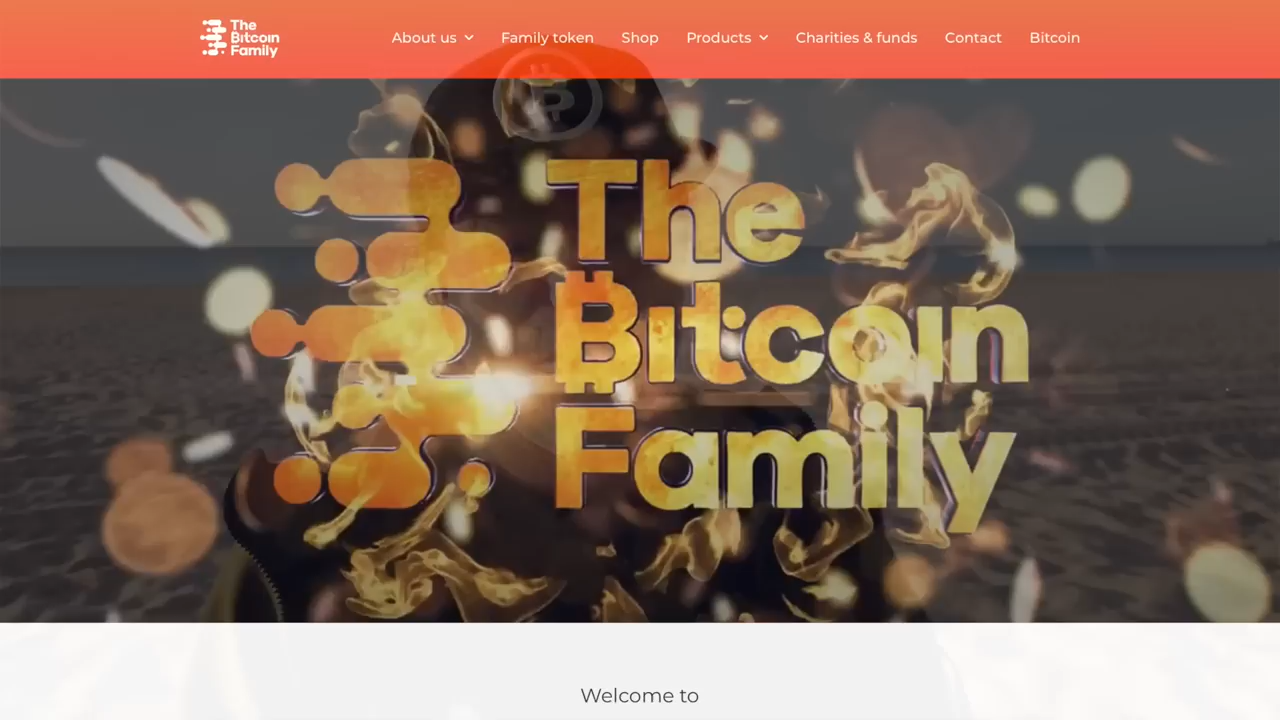 The
Bitcoin
Family
About us
Family token
Shop
Products
Charities & funds
Contact
Bitcoin
The
Bitcoin
Family
Welcome to